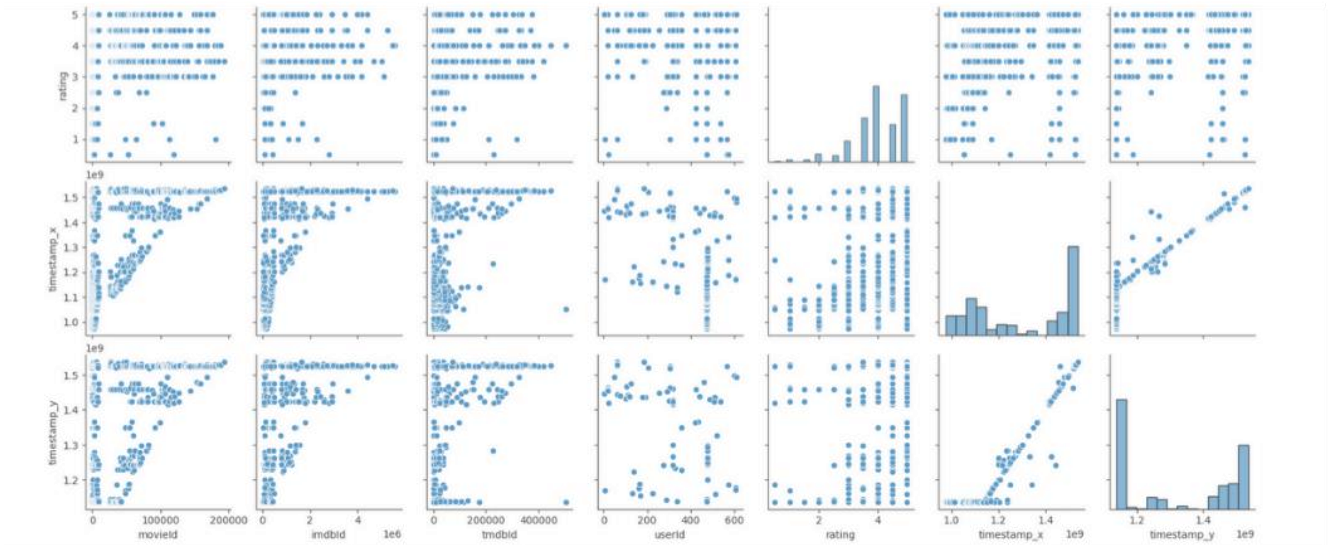 5
4
3
2
1
rating
1e9
1.5
1.4
1.3
1.2
1.1
1.0
timestamp_x
1e9
1.5
1.4
1.3
1.2
timestamp_y
0 100000 200000
0 2 4
0 200000 400000
0 200 400 600
2 4
1.0 1.2 1.4
1.2 1.4
1e6
1e9
1e9
movieId
imdbId
tmdbId
userId
rating
timestamp_x
timestamp_y